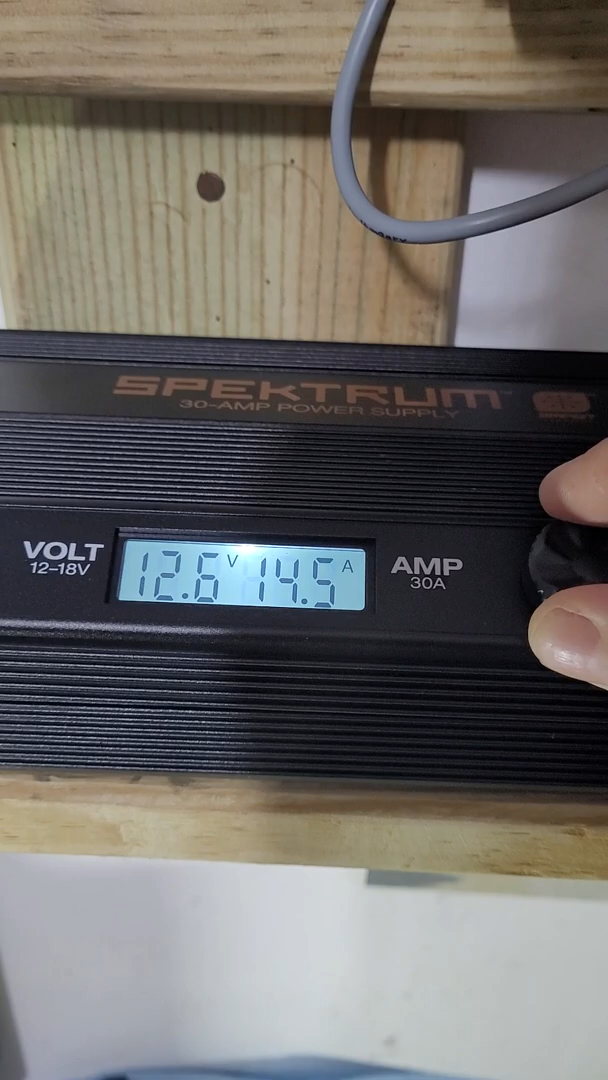 SPEKTRUM
30-AMP POWER SUPPLY
VOLT
12-18V
12.6 V 14.5 A
AMP
30A